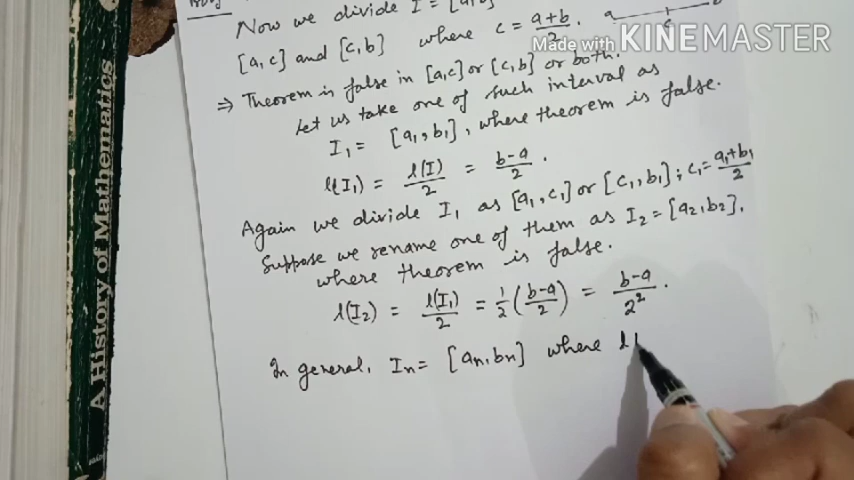 Now we divide I = [a, b]
[a, c] and [c, b] where c = a+b/2.
a c b
Made with KINEMASTER
⇒ Theorem is false in [a,c] or [c,b] or both.
Let us take one of such interval as
I₁ = [a₁, b₁], where theorem is false.
l(I₁) = l(I)/2 = b-a/2.
Again we divide I₁ as [a₁, c₁] or [c₁, b₁]; c₁ = a₁+b₁/2
Suppose we rename one of them as I₂ = [a₂, b₂],
where theorem is false.
l(I₂) = l(I₁)/2 = 1/2 (b-a/2) = b-a/2².
In general, Iₙ = [aₙ, bₙ] where l
A History of Mathematics